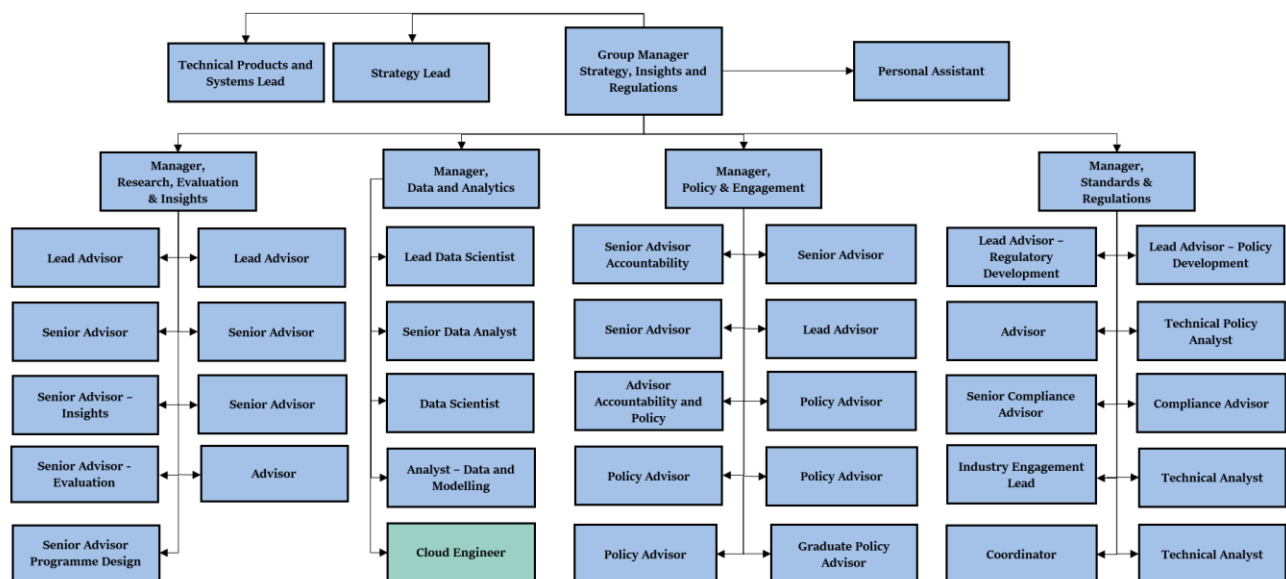 Technical Products and
Systems Lead
Strategy Lead
Group Manager
Strategy, Insights and
Regulations
Personal Assistant
Manager,
Research, Evaluation
& Insights
Lead Advisor
Lead Advisor
Senior Advisor
Senior Advisor
Senior Advisor –
Insights
Senior Advisor
Senior Advisor -
Evaluation
Advisor
Senior Advisor
Programme Design
Manager,
Data and Analytics
Lead Data Scientist
Senior Data Analyst
Data Scientist
Analyst – Data and
Modelling
Cloud Engineer
Manager,
Policy & Engagement
Senior Advisor
Accountability
Senior Advisor
Senior Advisor
Lead Advisor
Advisor
Accountability and
Policy
Policy Advisor
Policy Advisor
Policy Advisor
Policy Advisor
Graduate Policy
Advisor
Manager,
Standards &
Regulations
Lead Advisor –
Regulatory
Development
Lead Advisor – Policy
Development
Advisor
Technical Policy
Analyst
Senior Compliance
Advisor
Compliance Advisor
Industry Engagement
Lead
Technical Analyst
Coordinator
Technical Analyst